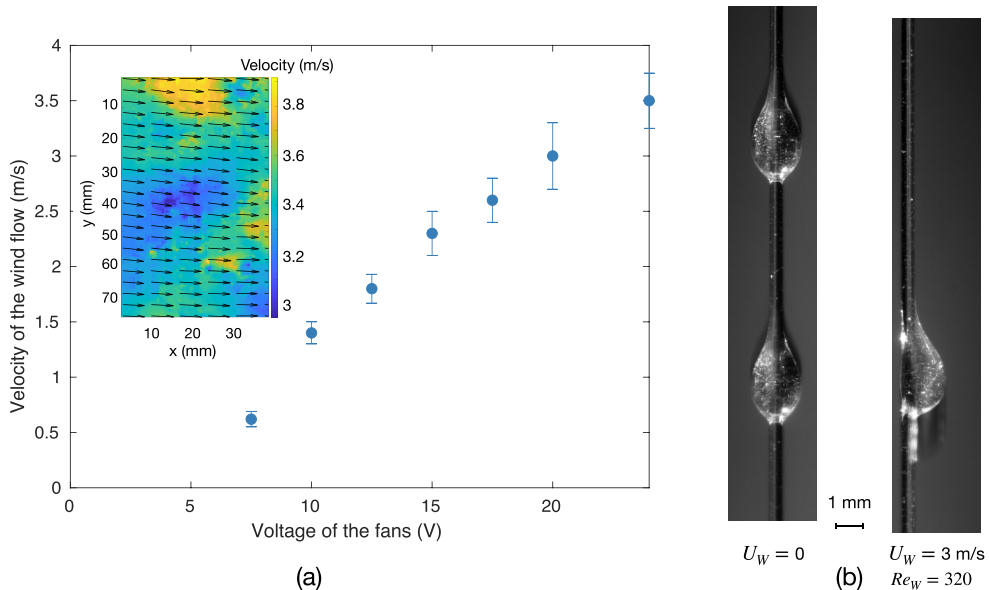 4
3.5
3
2.5
2
1.5
1
0.5
0
0
5
10
15
20
Velocity of the wind flow (m/s)
Voltage of the fans (V)
Velocity (m/s)
10
20
30
40
50
60
70
y (mm)
10
20
30
x (mm)
3.8
3.6
3.4
3.2
3
(a)
1 mm
U_W = 0
U_W = 3 m/s
Re_W = 320
(b)